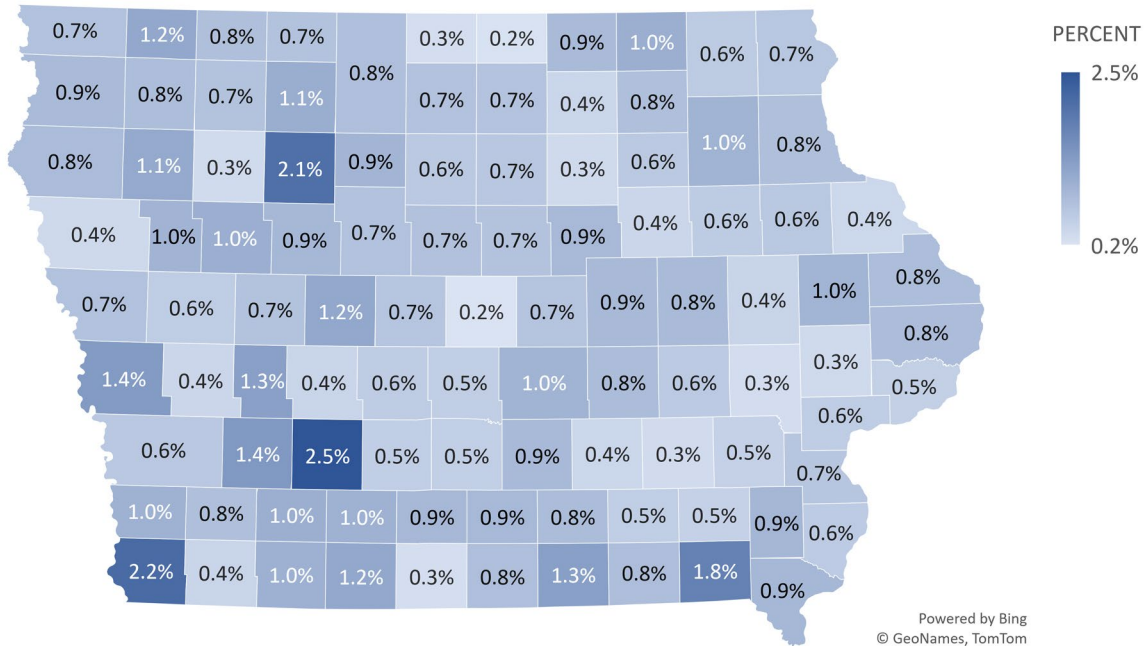 PERCENT
2.5%
0.2%
0.7% 1.2% 0.8% 0.7% 0.3% 0.2% 0.9% 1.0% 0.6% 0.7%
0.8%
0.9% 0.8% 0.7% 1.1% 0.7% 0.7% 0.4% 0.8%
0.8% 1.1% 0.3% 2.1% 0.9% 0.6% 0.7% 0.3% 0.6% 1.0% 0.8%
0.4% 1.0% 1.0% 0.9% 0.7% 0.7% 0.7% 0.9% 0.4% 0.6% 0.6% 0.4%
0.7% 0.6% 0.7% 1.2% 0.7% 0.2% 0.7% 0.9% 0.8% 0.4% 1.0% 0.8%
0.8%
1.4% 0.4% 1.3% 0.4% 0.6% 0.5% 1.0% 0.8% 0.6% 0.3% 0.3% 0.5%
0.6%
0.6% 1.4% 2.5% 0.5% 0.5% 0.9% 0.4% 0.3% 0.5% 0.7%
1.0% 0.8% 1.0% 1.0% 0.9% 0.9% 0.8% 0.5% 0.5% 0.9% 0.6%
2.2% 0.4% 1.0% 1.2% 0.3% 0.8% 1.3% 0.8% 1.8% 0.9%
Powered by Bing
© GeoNames, TomTom